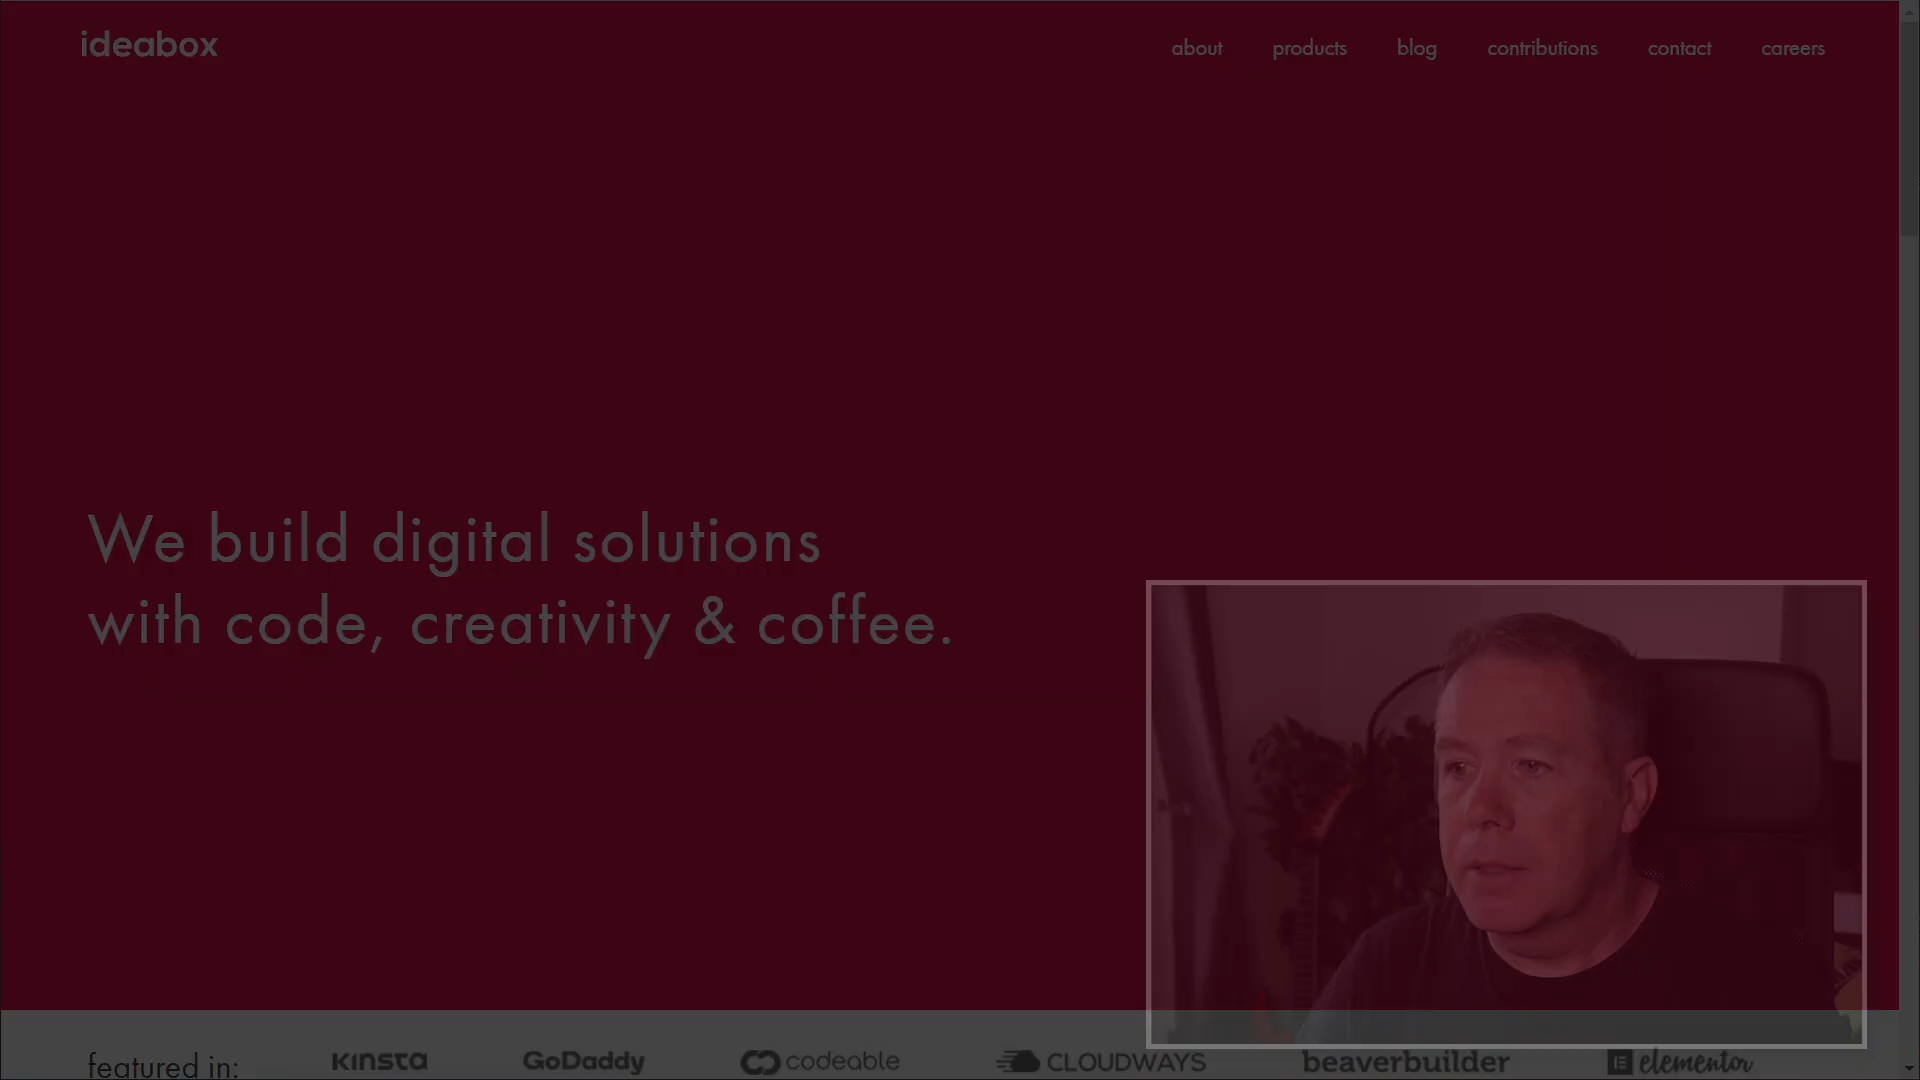 ideabox
about products blog contributions contact careers
We build digital solutions
with code, creativity & coffee.
featured in: Kinsta GoDaddy codeable CLOUDWAYS beaverbuilder elementor